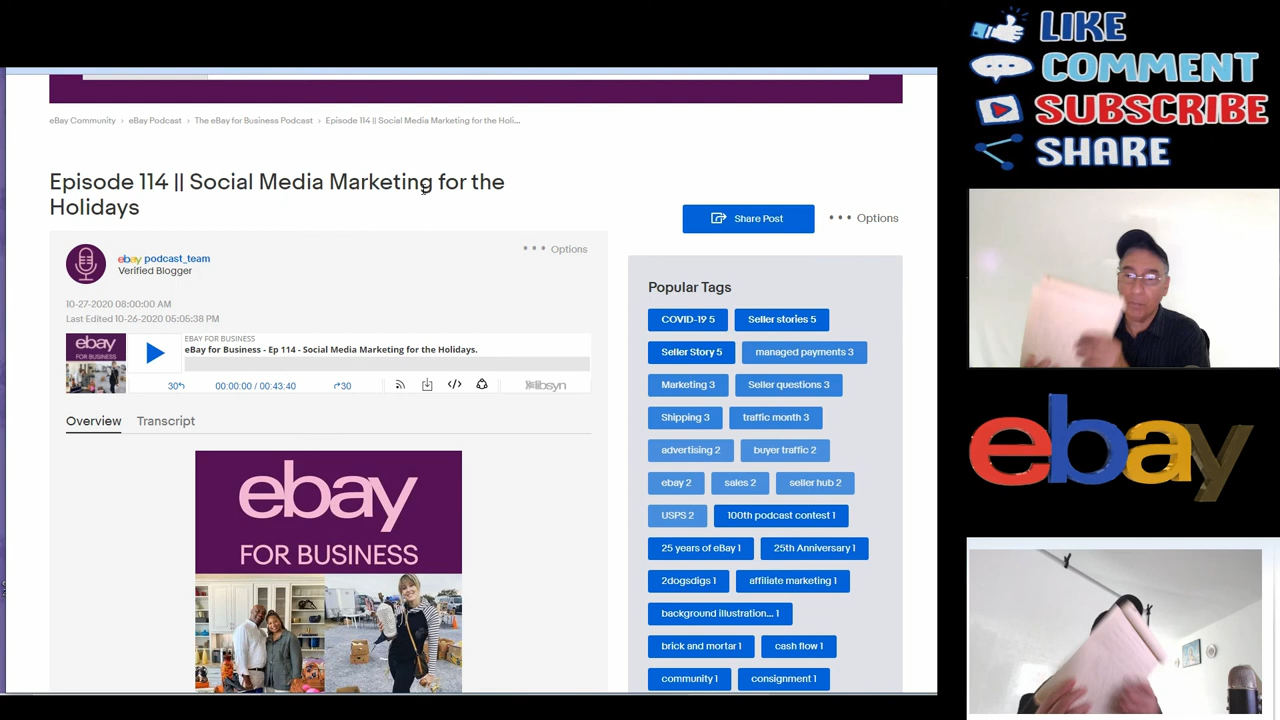 eBay Community › eBay Podcast › The eBay for Business Podcast › Episode 114 || Social Media Marketing for the Holi...
Episode 114 || Social Media Marketing for the
Holidays
Share Post
••• Options
ebay podcast_team
Verified Blogger
••• Options
10-27-2020 08:00:00 AM
Last Edited 10-26-2020 05:05:38 PM
ebay
FOR BUSINESS
EBAY FOR BUSINESS
eBay for Business - Ep 114 - Social Media Marketing for the Holidays.
30
00:00:00 / 00:43:40
30
libsyn
Overview Transcript
ebay
FOR BUSINESS
Popular Tags
COVID-19 5 Seller stories 5
Seller Story 5 managed payments 3
Marketing 3 Seller questions 3
Shipping 3 traffic month 3
advertising 2 buyer traffic 2
ebay 2 sales 2 seller hub 2
USPS 2 100th podcast contest 1
25 years of eBay 1 25th Anniversary 1
2dogsdigs 1 affiliate marketing 1
background illustration... 1
brick and mortar 1 cash flow 1
community 1 consignment 1
LIKE
COMMENT
SUBSCRIBE
SHARE
ebay